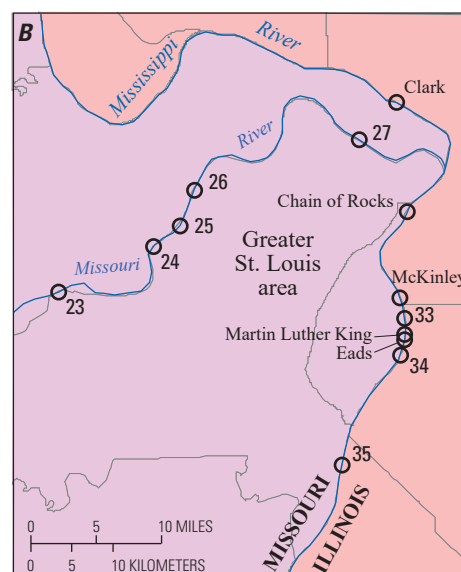 B
Mississippi
River
Clark
River
27
26
Chain of Rocks
25
Greater
St. Louis
area
24
Missouri
23
McKinley
33
Martin Luther King
Eads
34
35
MISSOURI
ILLINOIS
0 5 10 MILES
0 5 10 KILOMETERS